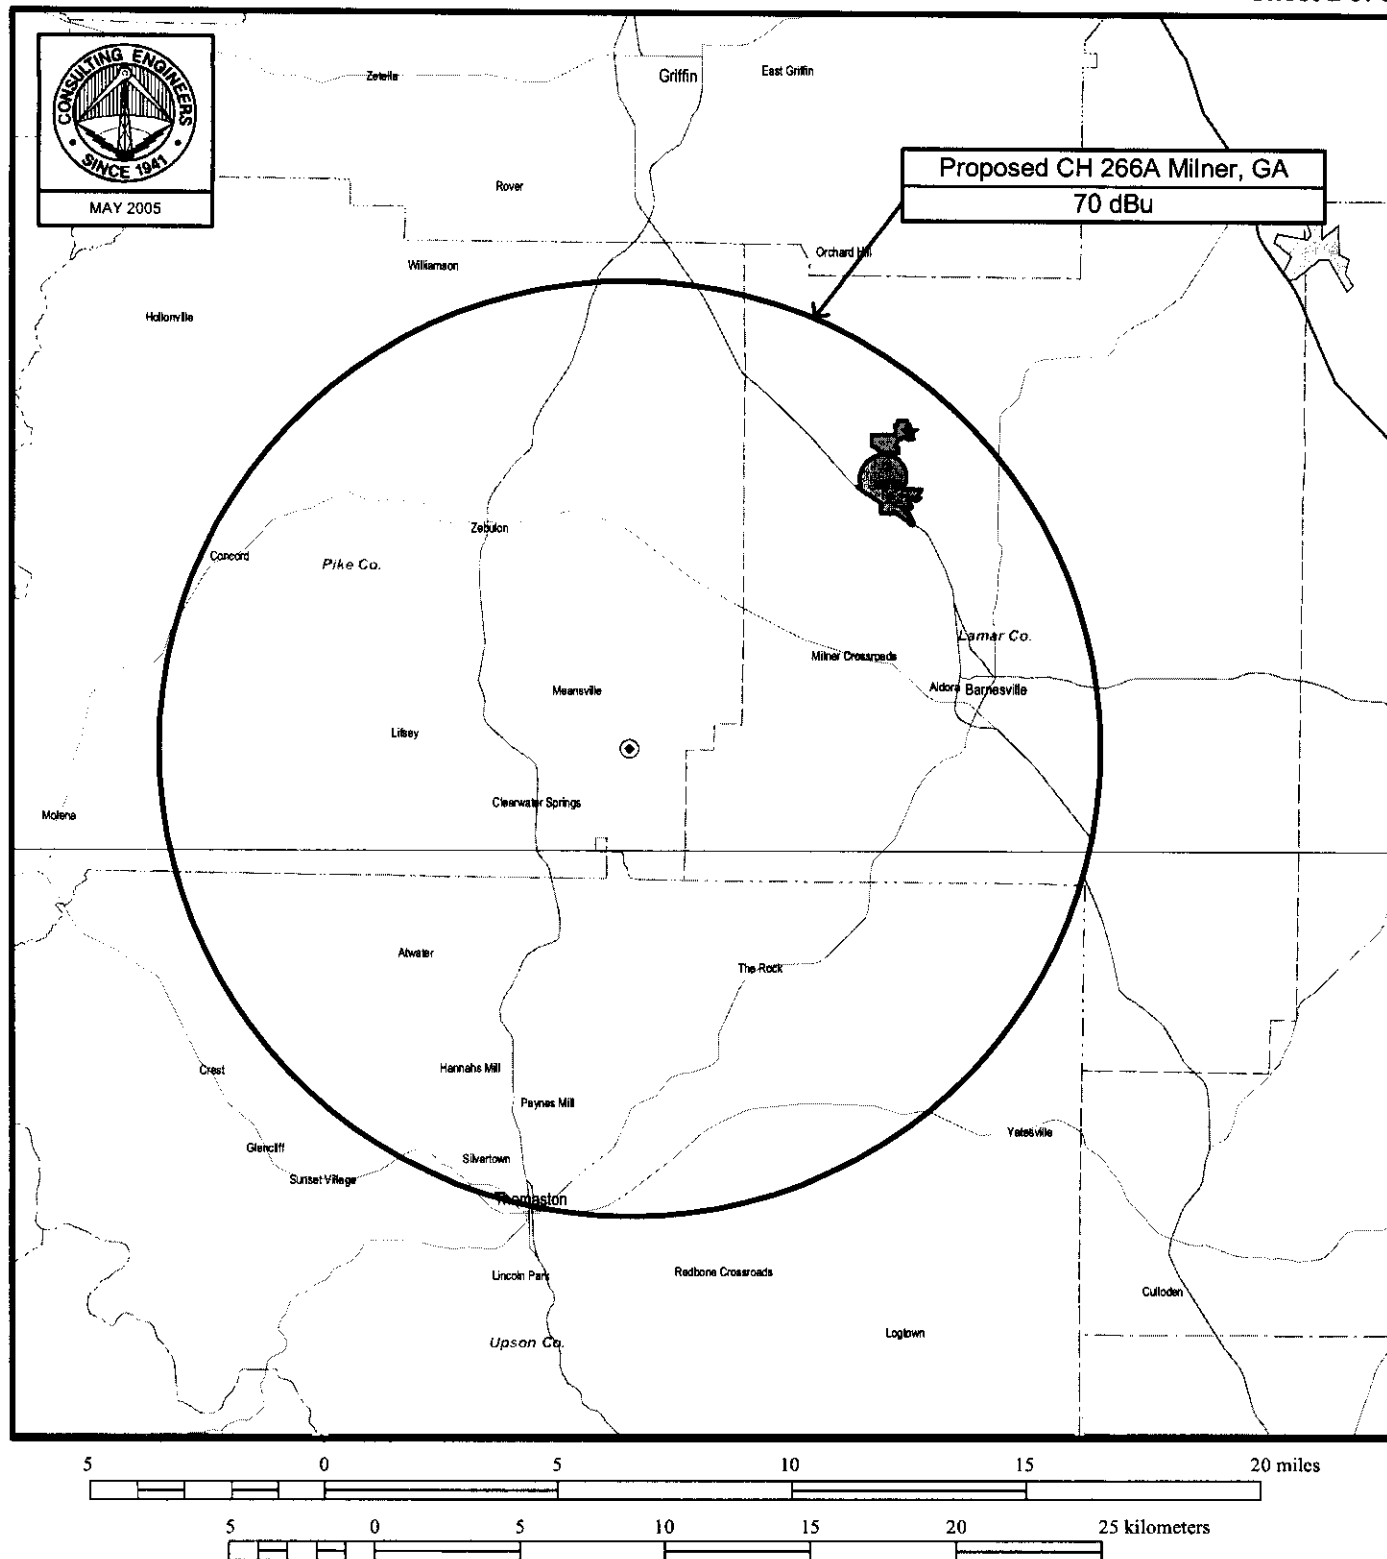 CONSULTING ENGINEERS
• SINCE 1941 •
MAY 2005
Griffin
East Griffin
Zetella
Proposed CH 266A Milner, GA
70 dBu
Rover
Orchard Hill
Williamson
Hollonville
Zebulon
Concord
Pike Co.
Lamar Co.
Milner Crossroads
Aldora
Barnesville
Meansville
Lifsey
Clearwater Springs
Molena
Atwater
The Rock
Hannahs Mill
Crest
Paynes Mill
Yatesville
Glencliff
Silvertown
Sunset Village
Thomaston
Lincoln Park
Redbone Crossroads
Culloden
Logtown
Upson Co.
5 0 5 10 15 20 miles
5 0 5 10 15 20 25 kilometers